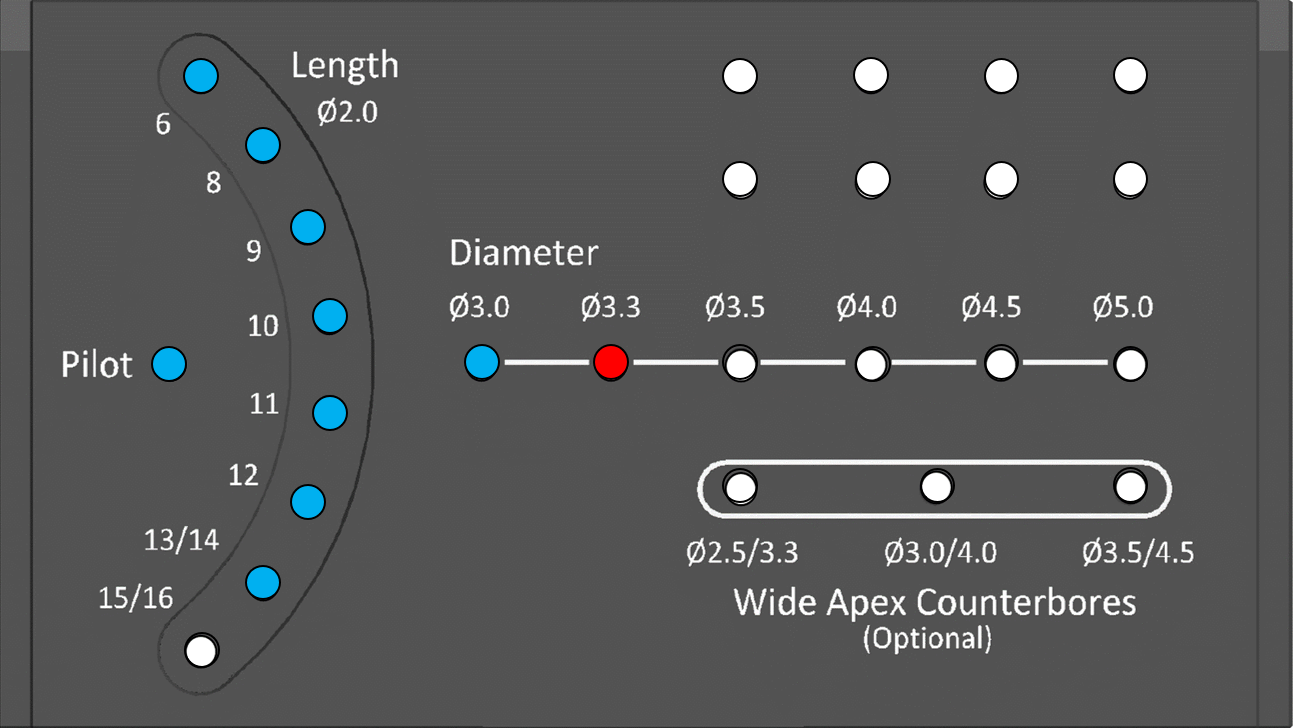 Length
Ø2.0
6
8
9
10
11
12
13/14
15/16
Pilot
Diameter
Ø3.0 Ø3.3 Ø3.5 Ø4.0 Ø4.5 Ø5.0
Ø2.5/3.3 Ø3.0/4.0 Ø3.5/4.5
Wide Apex Counterbores
(Optional)